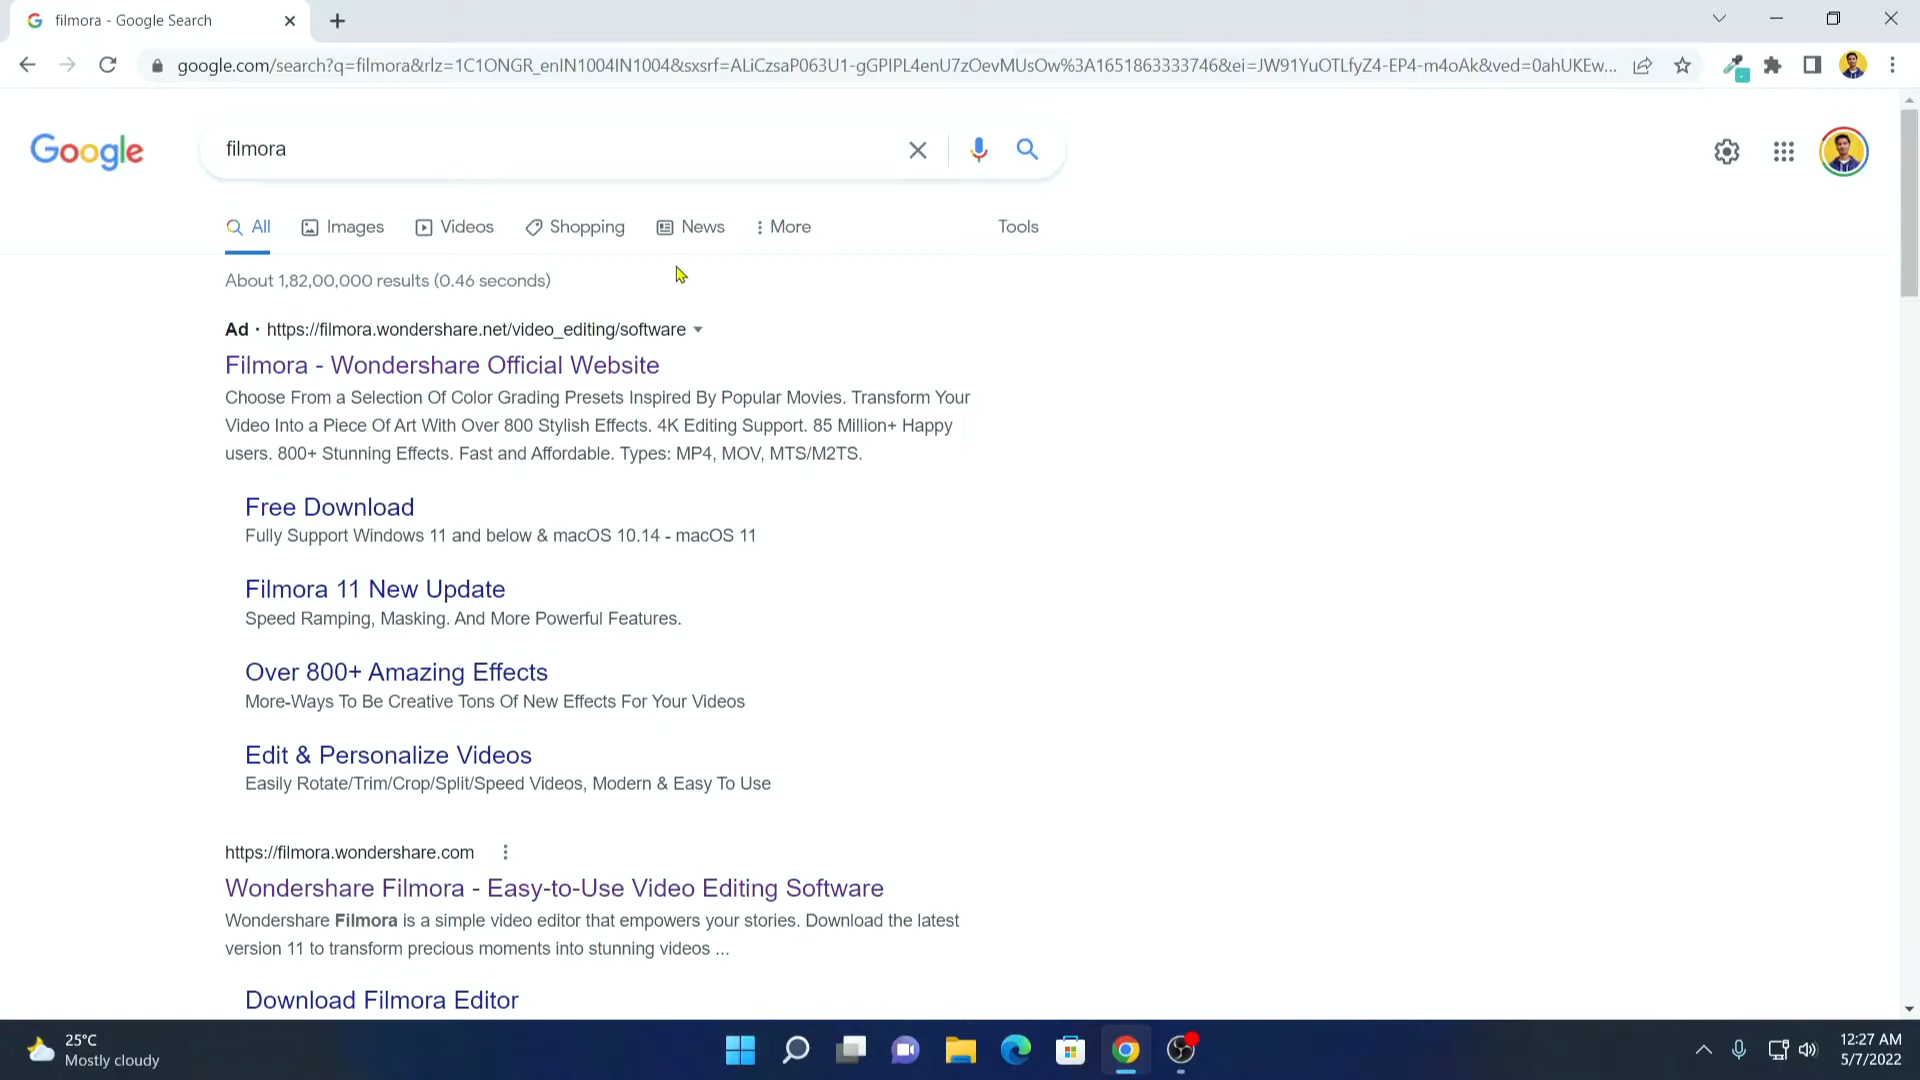 filmora - Google Search
google.com/search?q=filmora&rlz=1C1ONGR_enIN1004IN1004&sxsrf=ALiCzsaP063U1-gGPIPL4enU7zOevMUsOw%3A1651863333746&ei=JW91YuOTLfyZ4-EP4-m4oAk&ved=0ahUKEw...
Google
filmora
All
Images
Videos
Shopping
News
More
Tools
About 1,82,00,000 results (0.46 seconds)
Ad · https://filmora.wondershare.net/video_editing/software
Filmora - Wondershare Official Website
Choose From a Selection Of Color Grading Presets Inspired By Popular Movies. Transform Your
Video Into a Piece Of Art With Over 800 Stylish Effects. 4K Editing Support. 85 Million+ Happy
users. 800+ Stunning Effects. Fast and Affordable. Types: MP4, MOV, MTS/M2TS.
Free Download
Fully Support Windows 11 and below & macOS 10.14 - macOS 11
Filmora 11 New Update
Speed Ramping, Masking. And More Powerful Features.
Over 800+ Amazing Effects
More-Ways To Be Creative Tons Of New Effects For Your Videos
Edit & Personalize Videos
Easily Rotate/Trim/Crop/Split/Speed Videos, Modern & Easy To Use
https://filmora.wondershare.com
Wondershare Filmora - Easy-to-Use Video Editing Software
Wondershare Filmora is a simple video editor that empowers your stories. Download the latest
version 11 to transform precious moments into stunning videos ...
Download Filmora Editor
25°C
Mostly cloudy
12:27 AM
5/7/2022